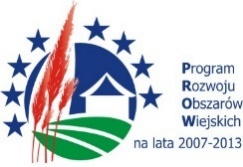 Program
Rozwoju
Obszarów
Wiejskich
na lata 2007-2013